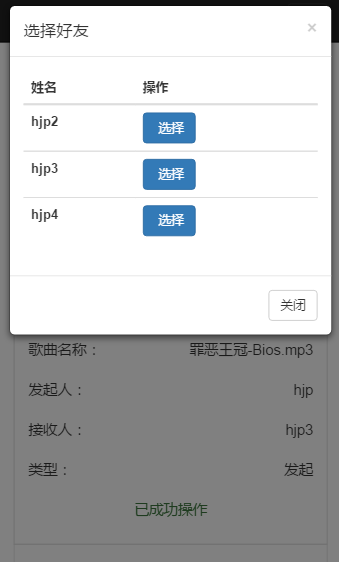 选择好友 ×
姓名 操作
hjp2 选择
hjp3 选择
hjp4 选择
关闭
歌曲名称： 罪恶王冠-Bios.mp3
发起人： hjp
接收人： hjp3
类型： 发起
已成功操作